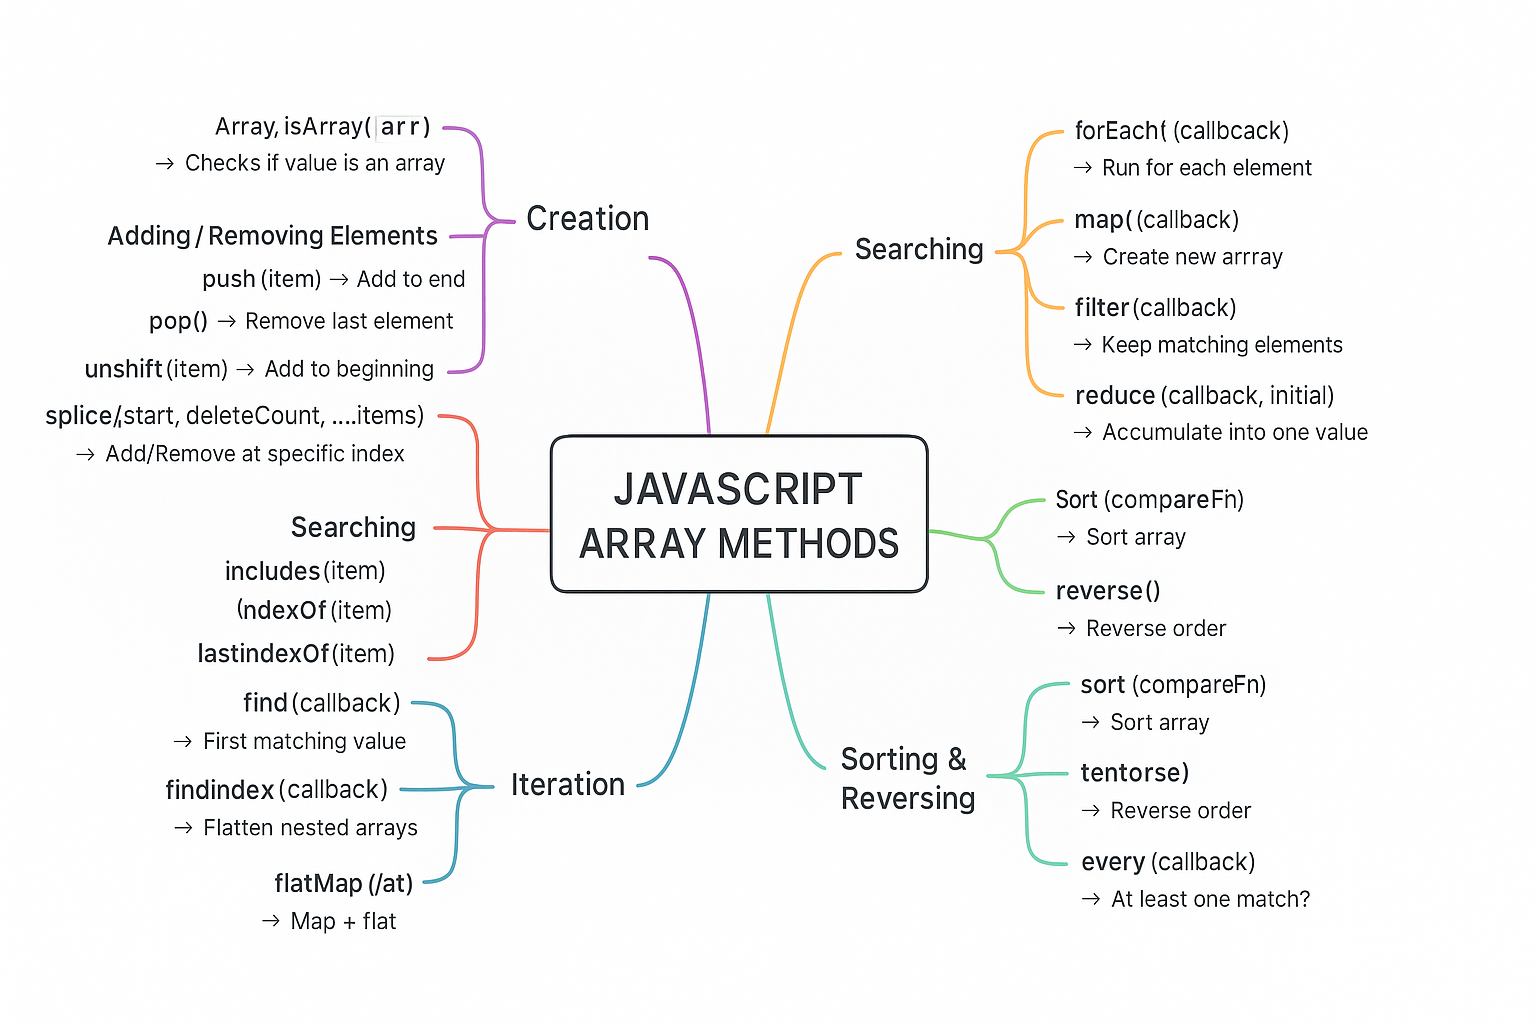 Array, isArray( arr )
→ Checks if value is an array
Creation
Adding / Removing Elements
push (item) → Add to end
pop() → Remove last element
unshift (item) → Add to beginning
splice/,start, deleteCount, ....items)
→ Add/Remove at specific index
Searching
includes (item)
(ndexOf (item)
lastindexOf (item)
find (callback)
→ First matching value
findindex (callback)
→ Flatten nested arrays
flatMap (/at)
→ Map + flat
Iteration
JAVASCRIPT
ARRAY METHODS
Searching
forEach( (callbcack)
→ Run for each element
map( (callback)
→ Create new arrray
filter (callback)
→ Keep matching elements
reduce (callback, initial)
→ Accumulate into one value
Sort (compareFn)
→ Sort array
reverse()
→ Reverse order
Sorting &
Reversing
sort (compareFn)
→ Sort array
tentorse)
→ Reverse order
every (callback)
→ At least one match?